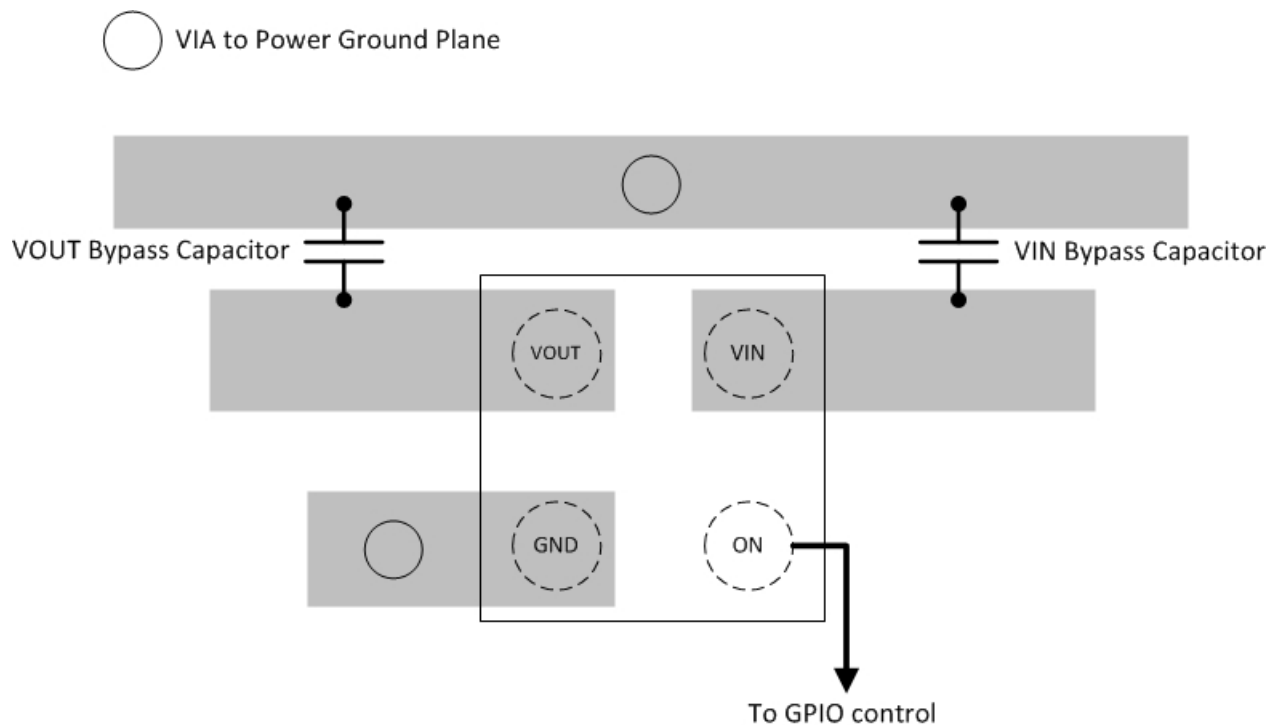 VIA to Power Ground Plane
VOUT Bypass Capacitor
VIN Bypass Capacitor
VOUT
VIN
GND
ON
To GPIO control